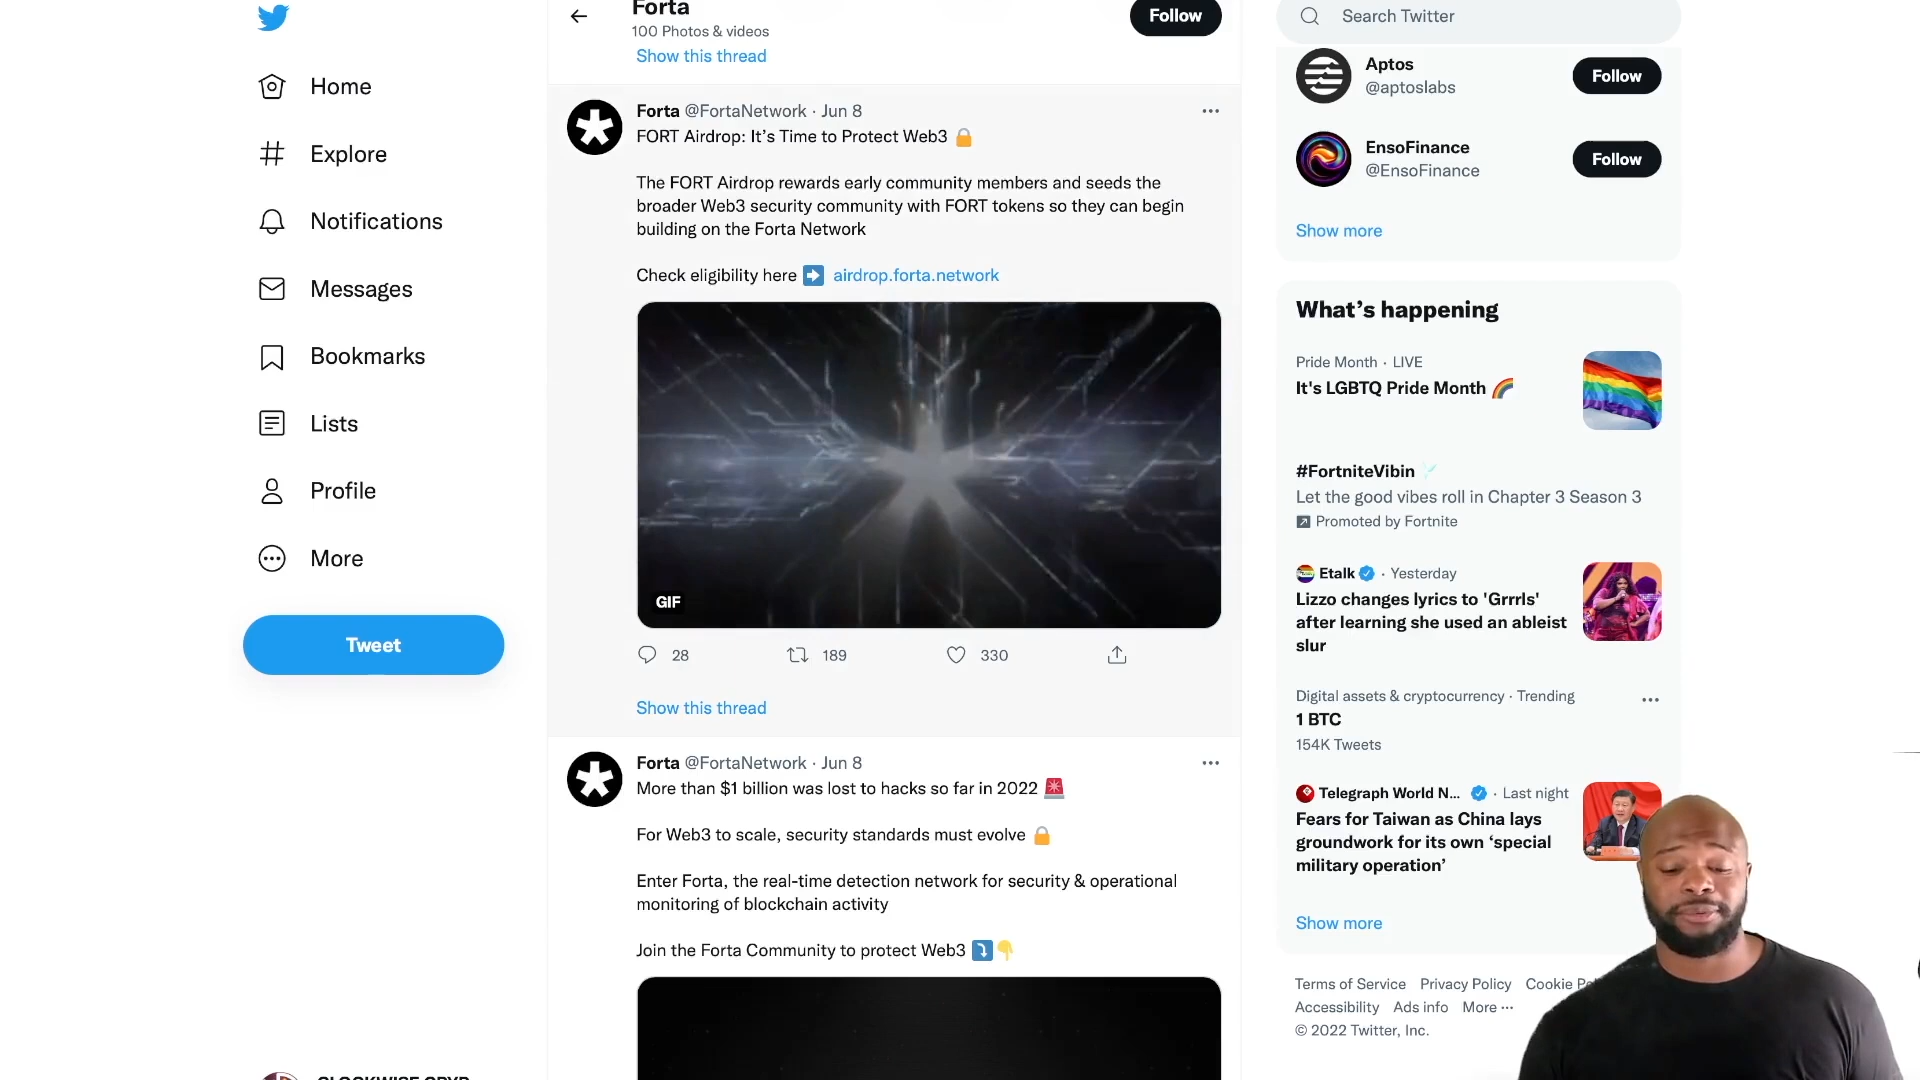 Home
Explore
Notifications
Messages
Bookmarks
Lists
Profile
More
Tweet
Forta
100 Photos & videos
Follow
Show this thread
Forta @FortaNetwork · Jun 8
FORT Airdrop: It’s Time to Protect Web3 🔒
The FORT Airdrop rewards early community members and seeds the
broader Web3 security community with FORT tokens so they can begin
building on the Forta Network
Check eligibility here ➡️ airdrop.forta.network
GIF
28 189 330
Show this thread
Forta @FortaNetwork · Jun 8
More than $1 billion was lost to hacks so far in 2022 🚨
For Web3 to scale, security standards must evolve 🔒
Enter Forta, the real-time detection network for security & operational
monitoring of blockchain activity
Join the Forta Community to protect Web3 ⤵️👇
Search Twitter
Aptos
@aptoslabs
Follow
EnsoFinance
@EnsoFinance
Follow
Show more
What’s happening
Pride Month · LIVE
It's LGBTQ Pride Month 🌈
#FortniteVibin
Let the good vibes roll in Chapter 3 Season 3
Promoted by Fortnite
Etalk · Yesterday
Lizzo changes lyrics to 'Grrrls'
after learning she used an ableist
slur
Digital assets & cryptocurrency · Trending
1 BTC
154K Tweets
Telegraph World N... · Last night
Fears for Taiwan as China lays
groundwork for its own ‘special
military operation’
Show more
Terms of Service Privacy Policy Cookie
Accessibility Ads info More ···
© 2022 Twitter, Inc.